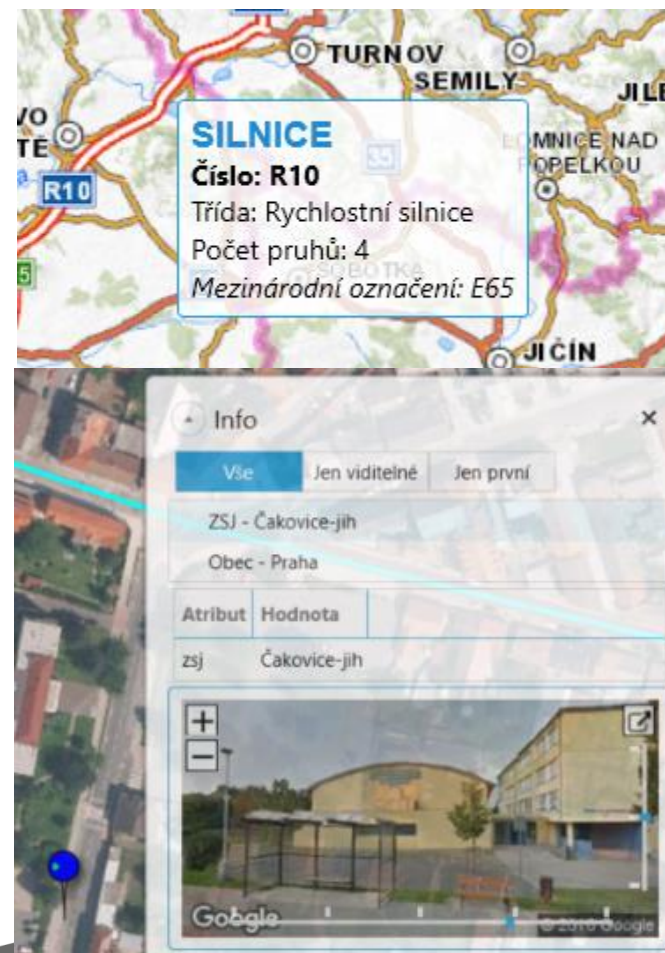 TURNOV
SEMILY
JILE
VO
TĚ
R10
SILNICE
Číslo: R10
Třída: Rychlostní silnice
Počet pruhů: 4
Mezinárodní označení: E65
35
LOMNICE NAD
POPELKOU
SOBOTKA
5
JIČÍN
Info
×
Vše
Jen viditelné
Jen první
ZSJ - Čakovice-jih
Obec - Praha
Atribut Hodnota
zsj Čakovice-jih
+
−
Google
Google